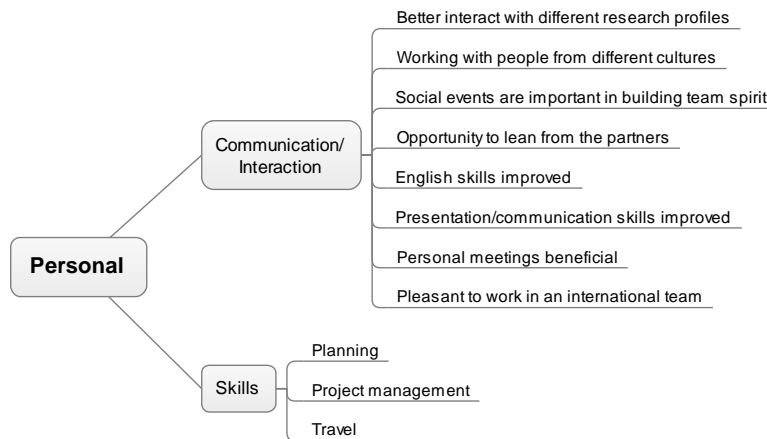 Better interact with different research profiles
Working with people from different cultures
Social events are important in building team spirit
Communication/
Interaction
Opportunity to lean from the partners
English skills improved
Presentation/communication skills improved
Personal
Personal meetings beneficial
Pleasant to work in an international team
Planning
Skills
Project management
Travel